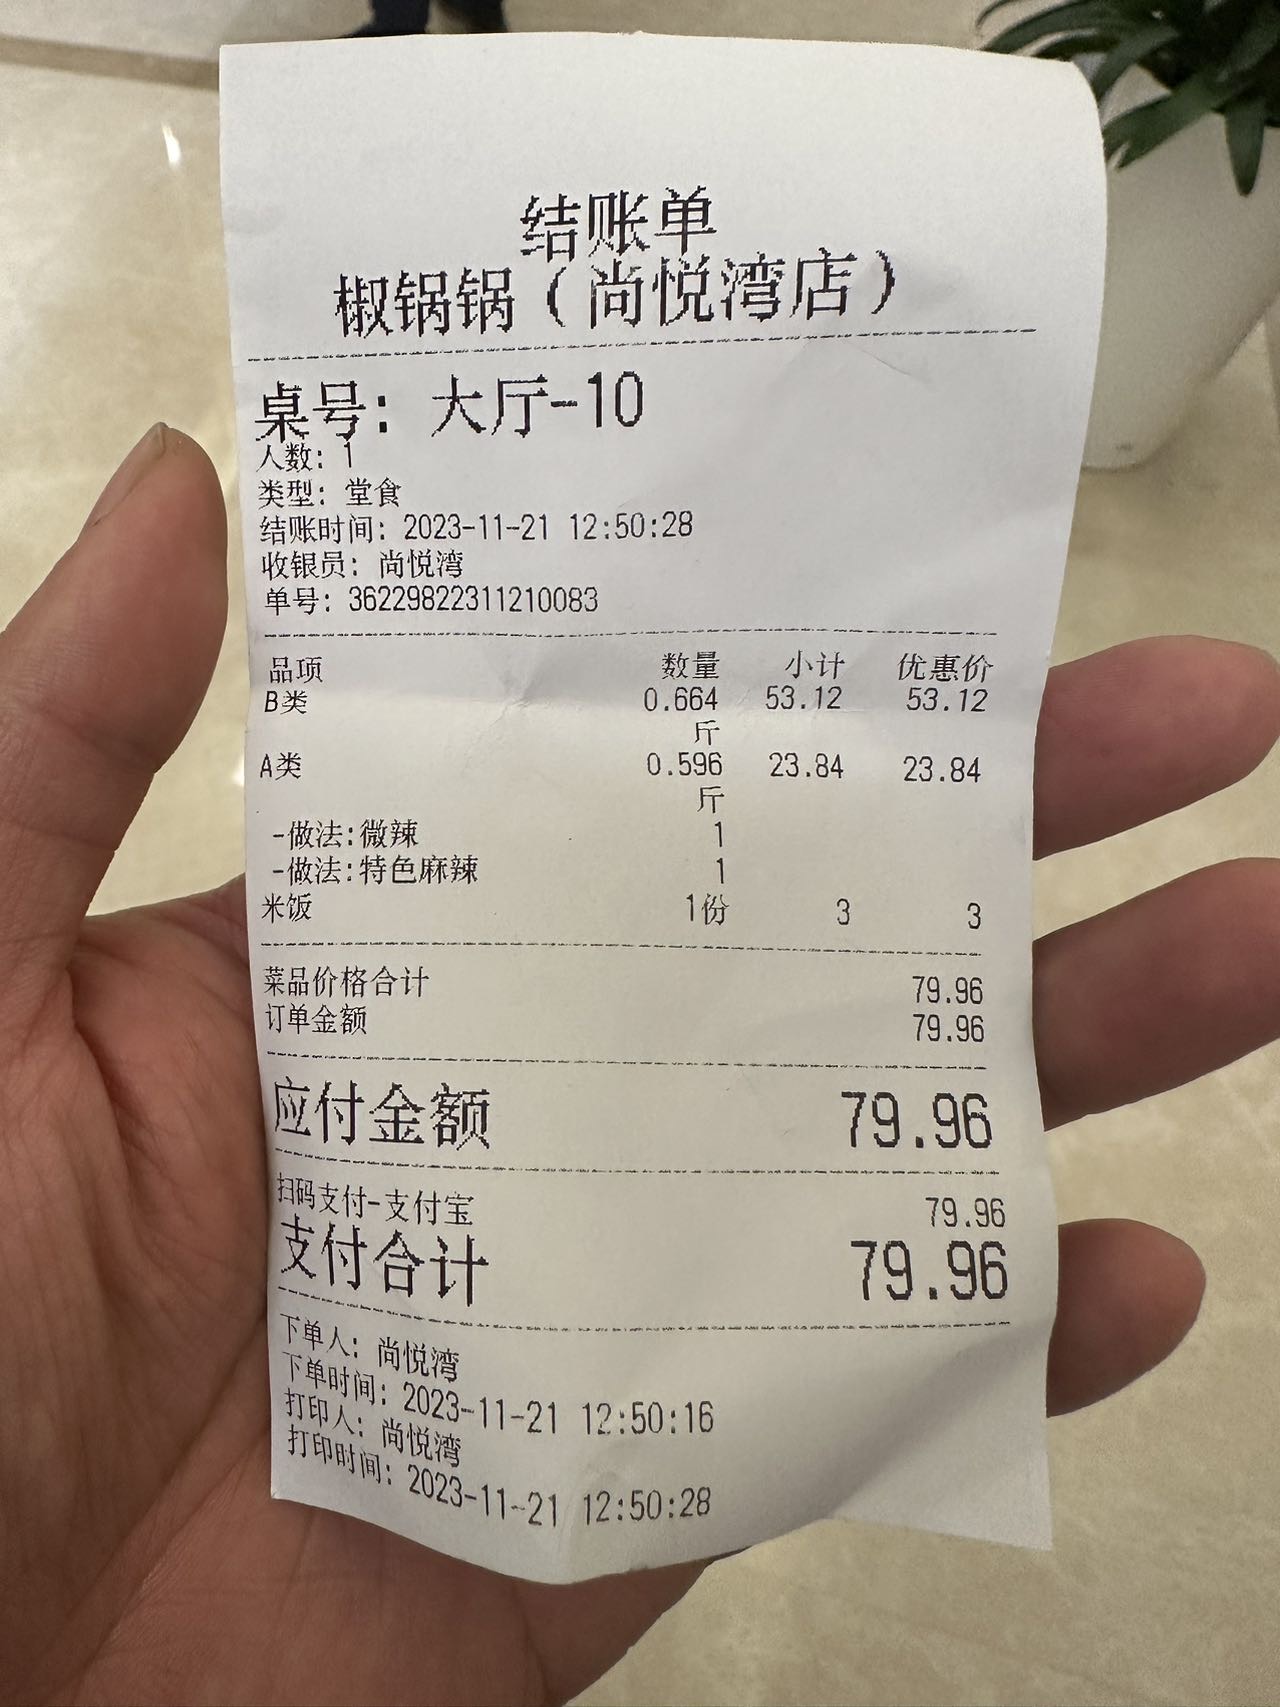 结账单
椒锅锅（尚悦湾店）
桌号：大厅-10
人数：1
类型：堂食
结账时间：2023-11-21 12:50:28
收银员：尚悦湾
单号：36229822311210083
品项 数量 小计 优惠价
B类 0.664 53.12 53.12
斤
A类 0.596 23.84 23.84
斤
-做法:微辣 1
-做法:特色麻辣 1
米饭 1份 3 3
菜品价格合计 79.96
订单金额 79.96
应付金额 79.96
扫码支付-支付宝 79.96
支付合计 79.96
下单人：尚悦湾
下单时间：2023-11-21 12:50:16
打印人：尚悦湾
打印时间：2023-11-21 12:50:28